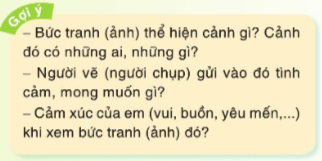 Gợi ý
– Bức tranh (ảnh) thể hiện cảnh gì? Cảnh
đó có những ai, những gì?
– Người vẽ (người chụp) gửi vào đó tình
cảm, mong muốn gì?
– Cảm xúc của em (vui, buồn, yêu mến,...)
khi xem bức tranh (ảnh) đó?